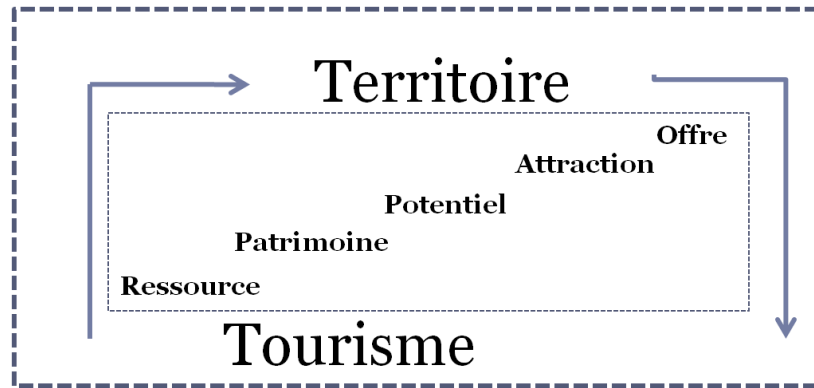 Territoire
Offre
Attraction
Potentiel
Patrimoine
Ressource
Tourisme